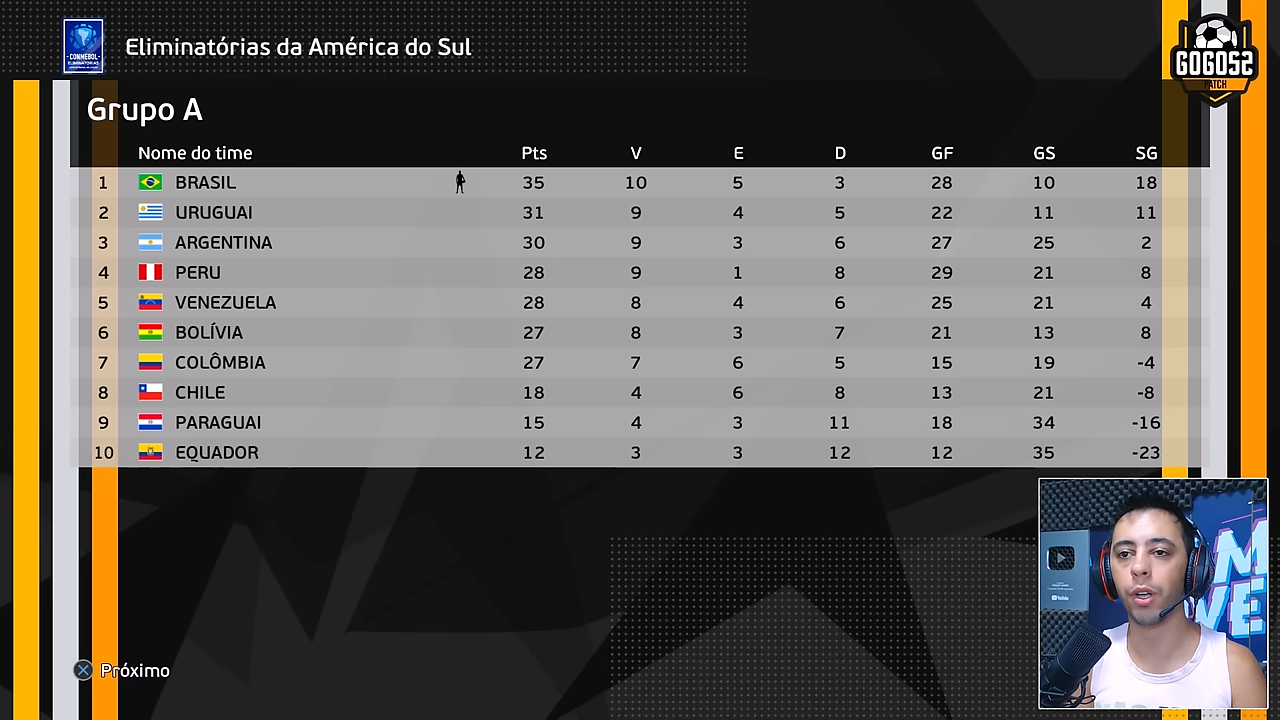 CONMEBOL
ELIMINATÓRIAS
Eliminatórias da América do Sul
GOGOS2
PATCH
Grupo A
Nome do time Pts V E D GF GS SG
1 BRASIL 35 10 5 3 28 10 18
2 URUGUAI 31 9 4 5 22 11 11
3 ARGENTINA 30 9 3 6 27 25 2
4 PERU 28 9 1 8 29 21 8
5 VENEZUELA 28 8 4 6 25 21 4
6 BOLÍVIA 27 8 3 7 21 13 8
7 COLÔMBIA 27 7 6 5 15 19 -4
8 CHILE 18 4 6 8 13 21 -8
9 PARAGUAI 15 4 3 11 18 34 -16
10 EQUADOR 12 3 3 12 12 35 -23
Próximo
YouTube